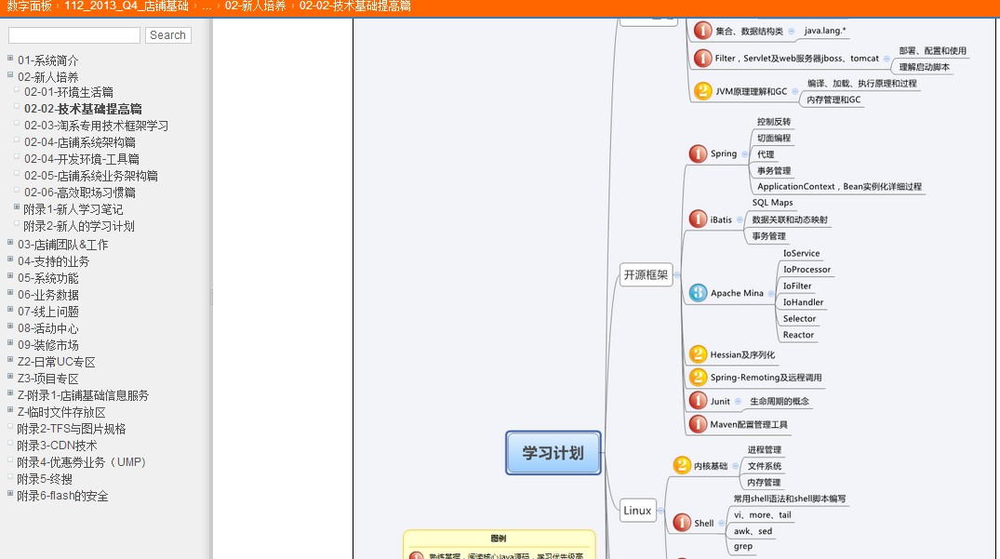 数字面板 › 112_2013_Q4_店铺基础 › ... › 02-新人培养 › 02-02-技术基础提高篇
Search
01-系统简介
02-新人培养
02-01-环境生活篇
02-02-技术基础提高篇
02-03-淘系专用技术框架学习
02-04-店铺系统架构篇
02-04-开发环境-工具篇
02-05-店铺系统业务架构篇
02-06-高效职场习惯篇
附录1-新人学习笔记
附录2-新人的学习计划
03-店铺团队&工作
04-支持的业务
05-系统功能
06-业务数据
07-线上问题
08-活动中心
09-装修市场
Z2-日常UC专区
Z3-项目专区
Z-附录1-店铺基础信息服务
Z-临时文件存放区
附录2-TFS与图片规格
附录3-CDN技术
附录4-优惠券业务（UMP）
附录5-终搜
附录6-flash的安全
学习计划
1 集合、数据结构类
java.lang.*
1 Filter，Servlet及web服务器jboss、tomcat
部署、配置和使用
理解启动脚本
2 JVM原理理解和GC
编译、加载、执行原理和过程
内存管理和GC
开源框架
1 Spring
控制反转
切面编程
代理
事务管理
ApplicationContext，Bean实例化详细过程
1 iBatis
SQL Maps
数据关联和动态映射
事务管理
3 Apache Mina
IoService
IoProcessor
IoFilter
IoHandler
Selector
Reactor
2 Hessian及序列化
2 Spring-Remoting及远程调用
1 Junit
生命周期的概念
1 Maven配置管理工具
Linux
2 内核基础
进程管理
文件系统
内存管理
1 Shell
常用shell语法和shell脚本编写
vi、more、tail
awk、sed
grep
图例